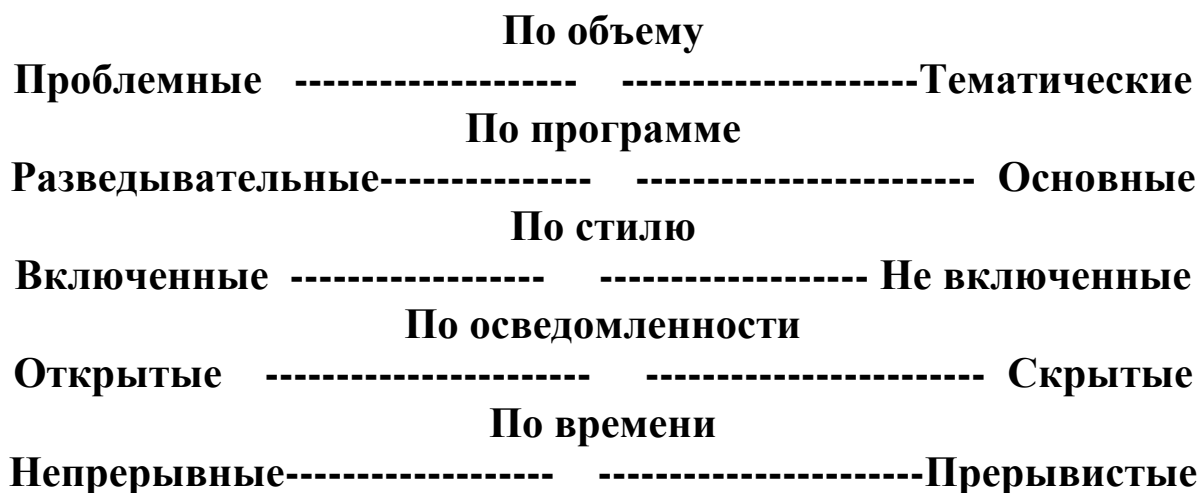 По объему
Проблемные -------------------- ---------------------Тематические
По программе
Разведывательные--------------- ------------------------ Основные
По стилю
Включенные ------------------ ------------------- Не включенные
По осведомленности
Открытые ----------------------- ------------------------ Скрытые
По времени
Непрерывные------------------- -----------------------Прерывистые